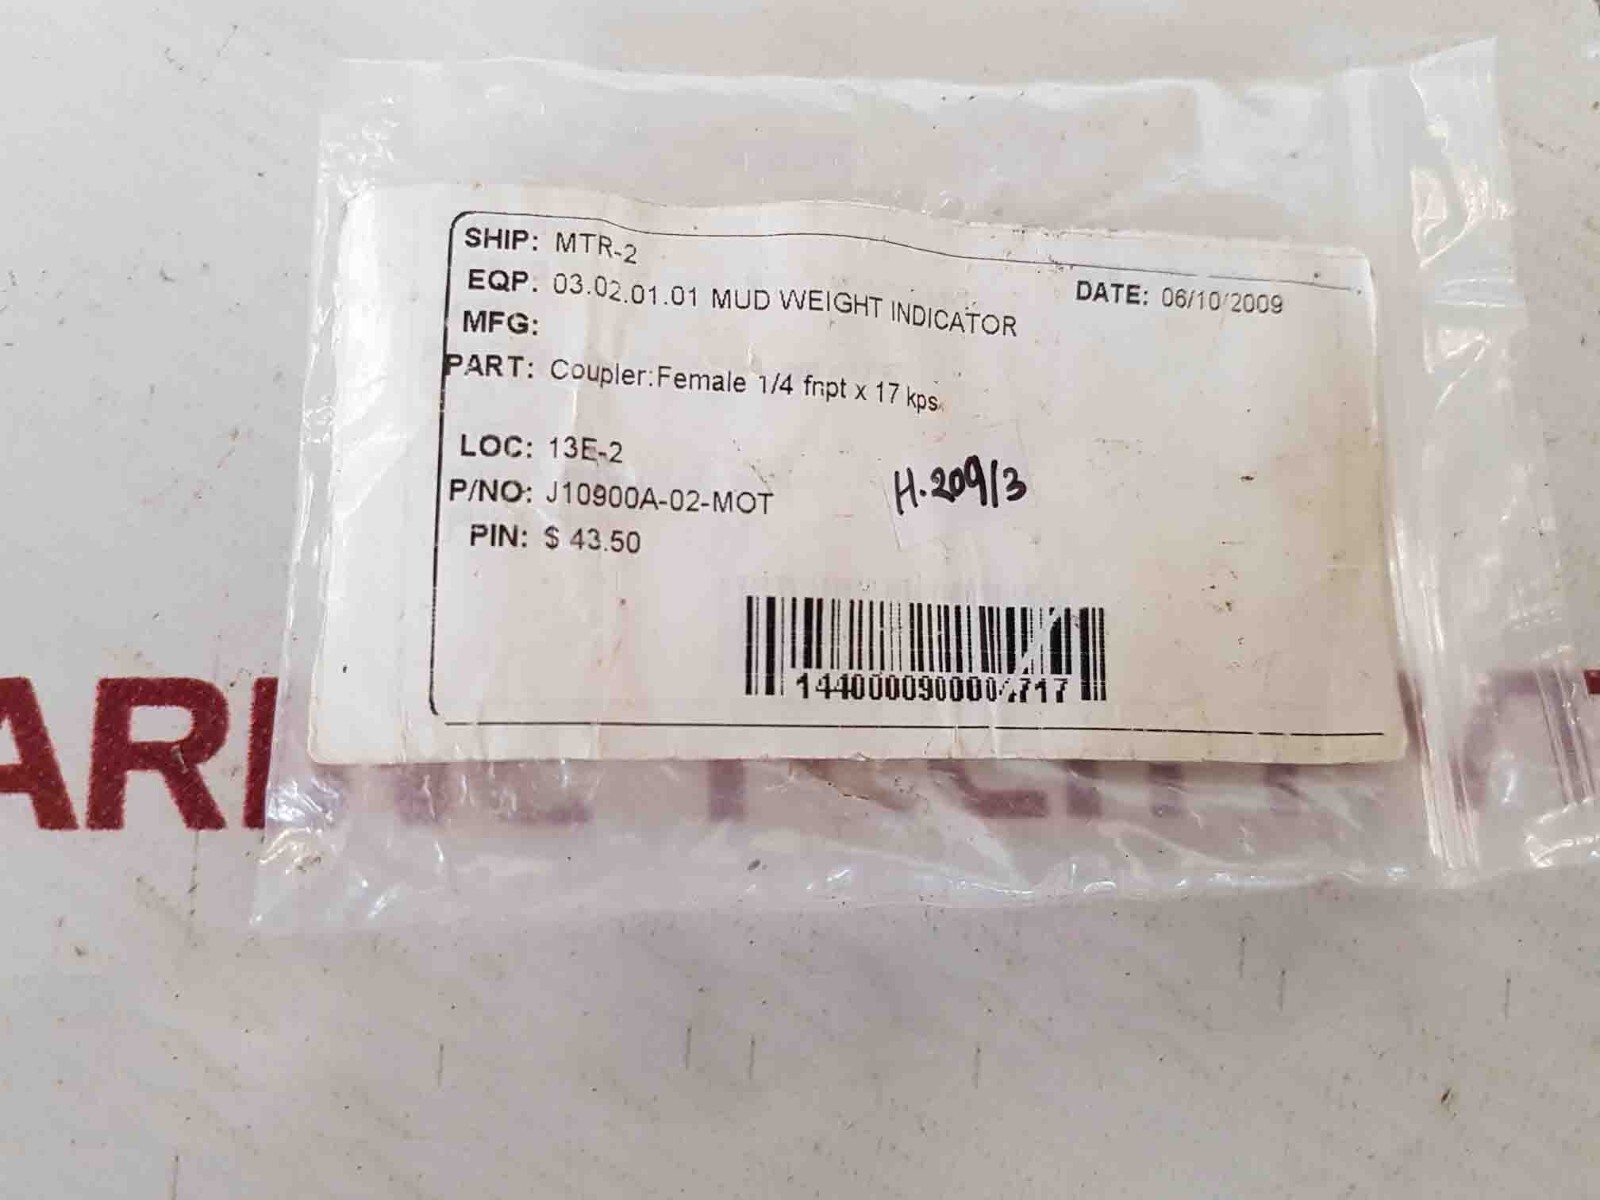 SHIP: MTR-2
EQP: 03.02.01.01 MUD WEIGHT INDICATOR
DATE: 06/10/2009
MFG:
PART: Coupler:Female 1/4 fnpt x 17 kps
LOC: 13E-2
P/NO: J10900A-02-MOT
H.209/3
PIN: $ 43.50